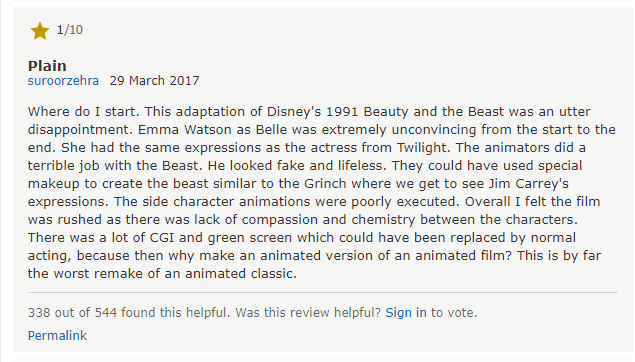 1/10
Plain
suroorzehra 29 March 2017
Where do I start. This adaptation of Disney's 1991 Beauty and the Beast was an utter
disappointment. Emma Watson as Belle was extremely unconvincing from the start to the
end. She had the same expressions as the actress from Twilight. The animators did a
terrible job with the Beast. He looked fake and lifeless. They could have used special
makeup to create the beast similar to the Grinch where we get to see Jim Carrey's
expressions. The side character animations were poorly executed. Overall I felt the film
was rushed as there was lack of compassion and chemistry between the characters.
There was a lot of CGI and green screen which could have been replaced by normal
acting, because then why make an animated version of an animated film? This is by far
the worst remake of an animated classic.
338 out of 544 found this helpful. Was this review helpful? Sign in to vote.
Permalink